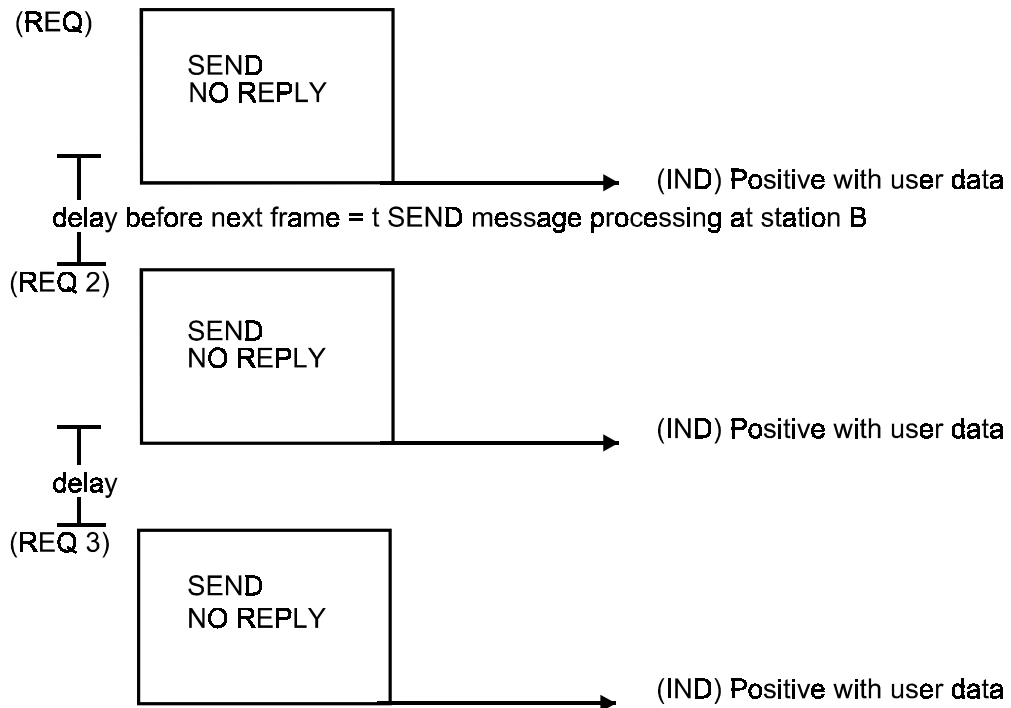 (REQ)
SEND
NO REPLY
(IND) Positive with user data
delay before next frame = t SEND message processing at station B
(REQ 2)
SEND
NO REPLY
(IND) Positive with user data
delay
(REQ 3)
SEND
NO REPLY
(IND) Positive with user data